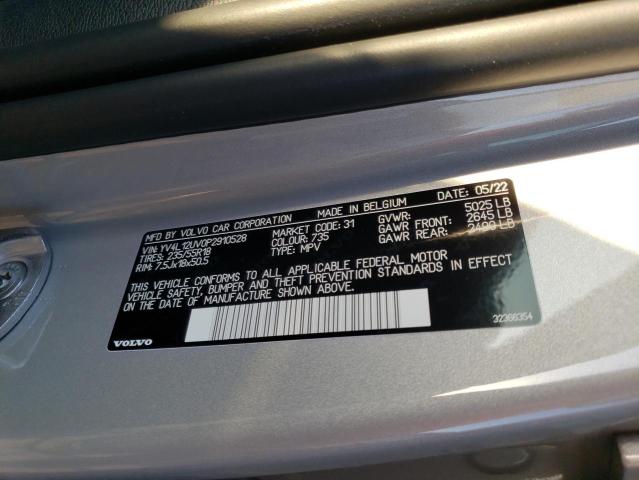 MFD. BY VOLVO CAR CORPORATION MADE IN BELGIUM DATE: 05/22
VIN: YV4L12UV0P2910528 MARKET CODE: 31 GVWR: 5025 LB
TIRES: 235/55R18 COLOUR: 735 GAWR FRONT: 2645 LB
RIM: 7.5Jx18x50.5 TYPE: MPV GAWR REAR: LB
THIS VEHICLE CONFORMS TO ALL APPLICABLE FEDERAL MOTOR
VEHICLE SAFETY, BUMPER AND THEFT PREVENTION STANDARDS IN EFFECT
ON THE DATE OF MANUFACTURE SHOWN ABOVE.
VOLVO 32366354